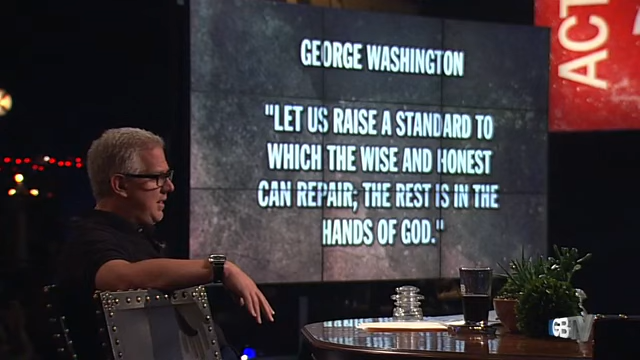 GEORGE WASHINGTON
"LET US RAISE A STANDARD TO
WHICH THE WISE AND HONEST
CAN REPAIR; THE REST IS IN THE
HANDS OF GOD."
ACT
GBTV